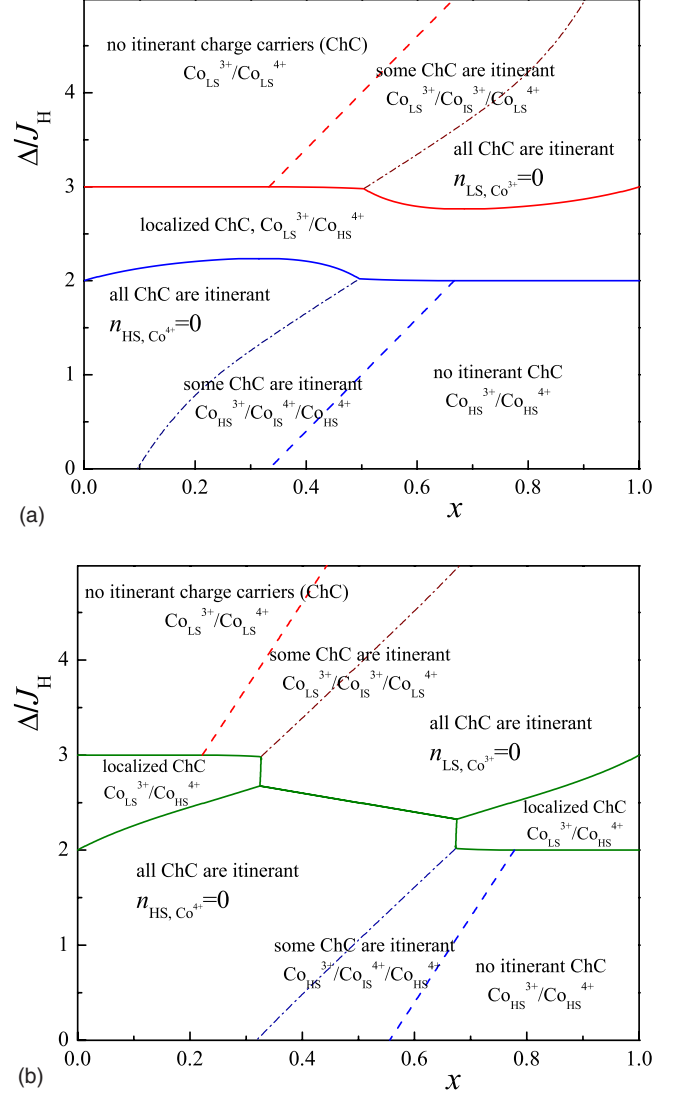 no itinerant charge carriers (ChC)
Co_LS^3+/Co_LS^4+
some ChC are itinerant
Co_LS^3+/Co_IS^3+/Co_LS^4+
all ChC are itinerant
n_LS, Co^3+=0
localized ChC, Co_LS^3+/Co_HS^4+
all ChC are itinerant
n_HS, Co^4+=0
some ChC are itinerant
Co_HS^3+/Co_IS^4+/Co_HS^4+
no itinerant ChC
Co_HS^3+/Co_HS^4+
Δ/J_H
4
3
2
1
0
0.0 0.2 0.4 0.6 0.8 1.0
x
(a)
no itinerant charge carriers (ChC)
Co_LS^3+/Co_LS^4+
some ChC are itinerant
Co_LS^3+/Co_IS^3+/Co_LS^4+
all ChC are itinerant
n_LS, Co^3+=0
localized ChC
Co_LS^3+/Co_HS^4+
localized ChC
Co_LS^3+/Co_HS^4+
all ChC are itinerant
n_HS, Co^4+=0
some ChC are itinerant
Co_HS^3+/Co_IS^4+/Co_HS^4+
no itinerant ChC
Co_HS^3+/Co_HS^4+
Δ/J_H
4
3
2
1
0
0.0 0.2 0.4 0.6 0.8 1.0
x
(b)